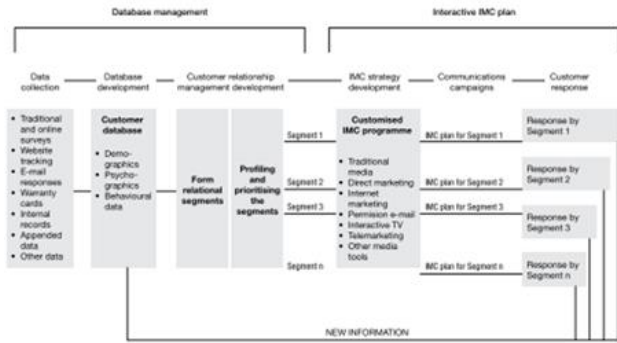 Database management
Interactive IMC plan
Data
collection
Database
development
Customer relationship
management development
IMC strategy
development
Communications
campaigns
Customer
response
• Traditional
and online
surveys
• Website
tracking
• E-mail
responses
• Warranty
cards
• Internal
records
• Appended
data
• Other data
Customer
database
• Demo-
graphics
• Psycho-
graphics
• Behavioural
data
Form
relational
segments
Profiling
and
prioritising
the
segments
Segment 1
Segment 2
Segment 3
Segment n
Customised
IMC programme
• Traditional
media
• Direct marketing
• Internet
marketing
• Permision e-mail
• Interactive TV
• Telemarketing
• Other media
tools
IMC plan for Segment 1
IMC plan for Segment 2
IMC plan for Segment 3
IMC plan for Segment n
Response by
Segment 1
Response by
Segment 2
Response by
Segment 3
Response by
Segment n
NEW INFORMATION